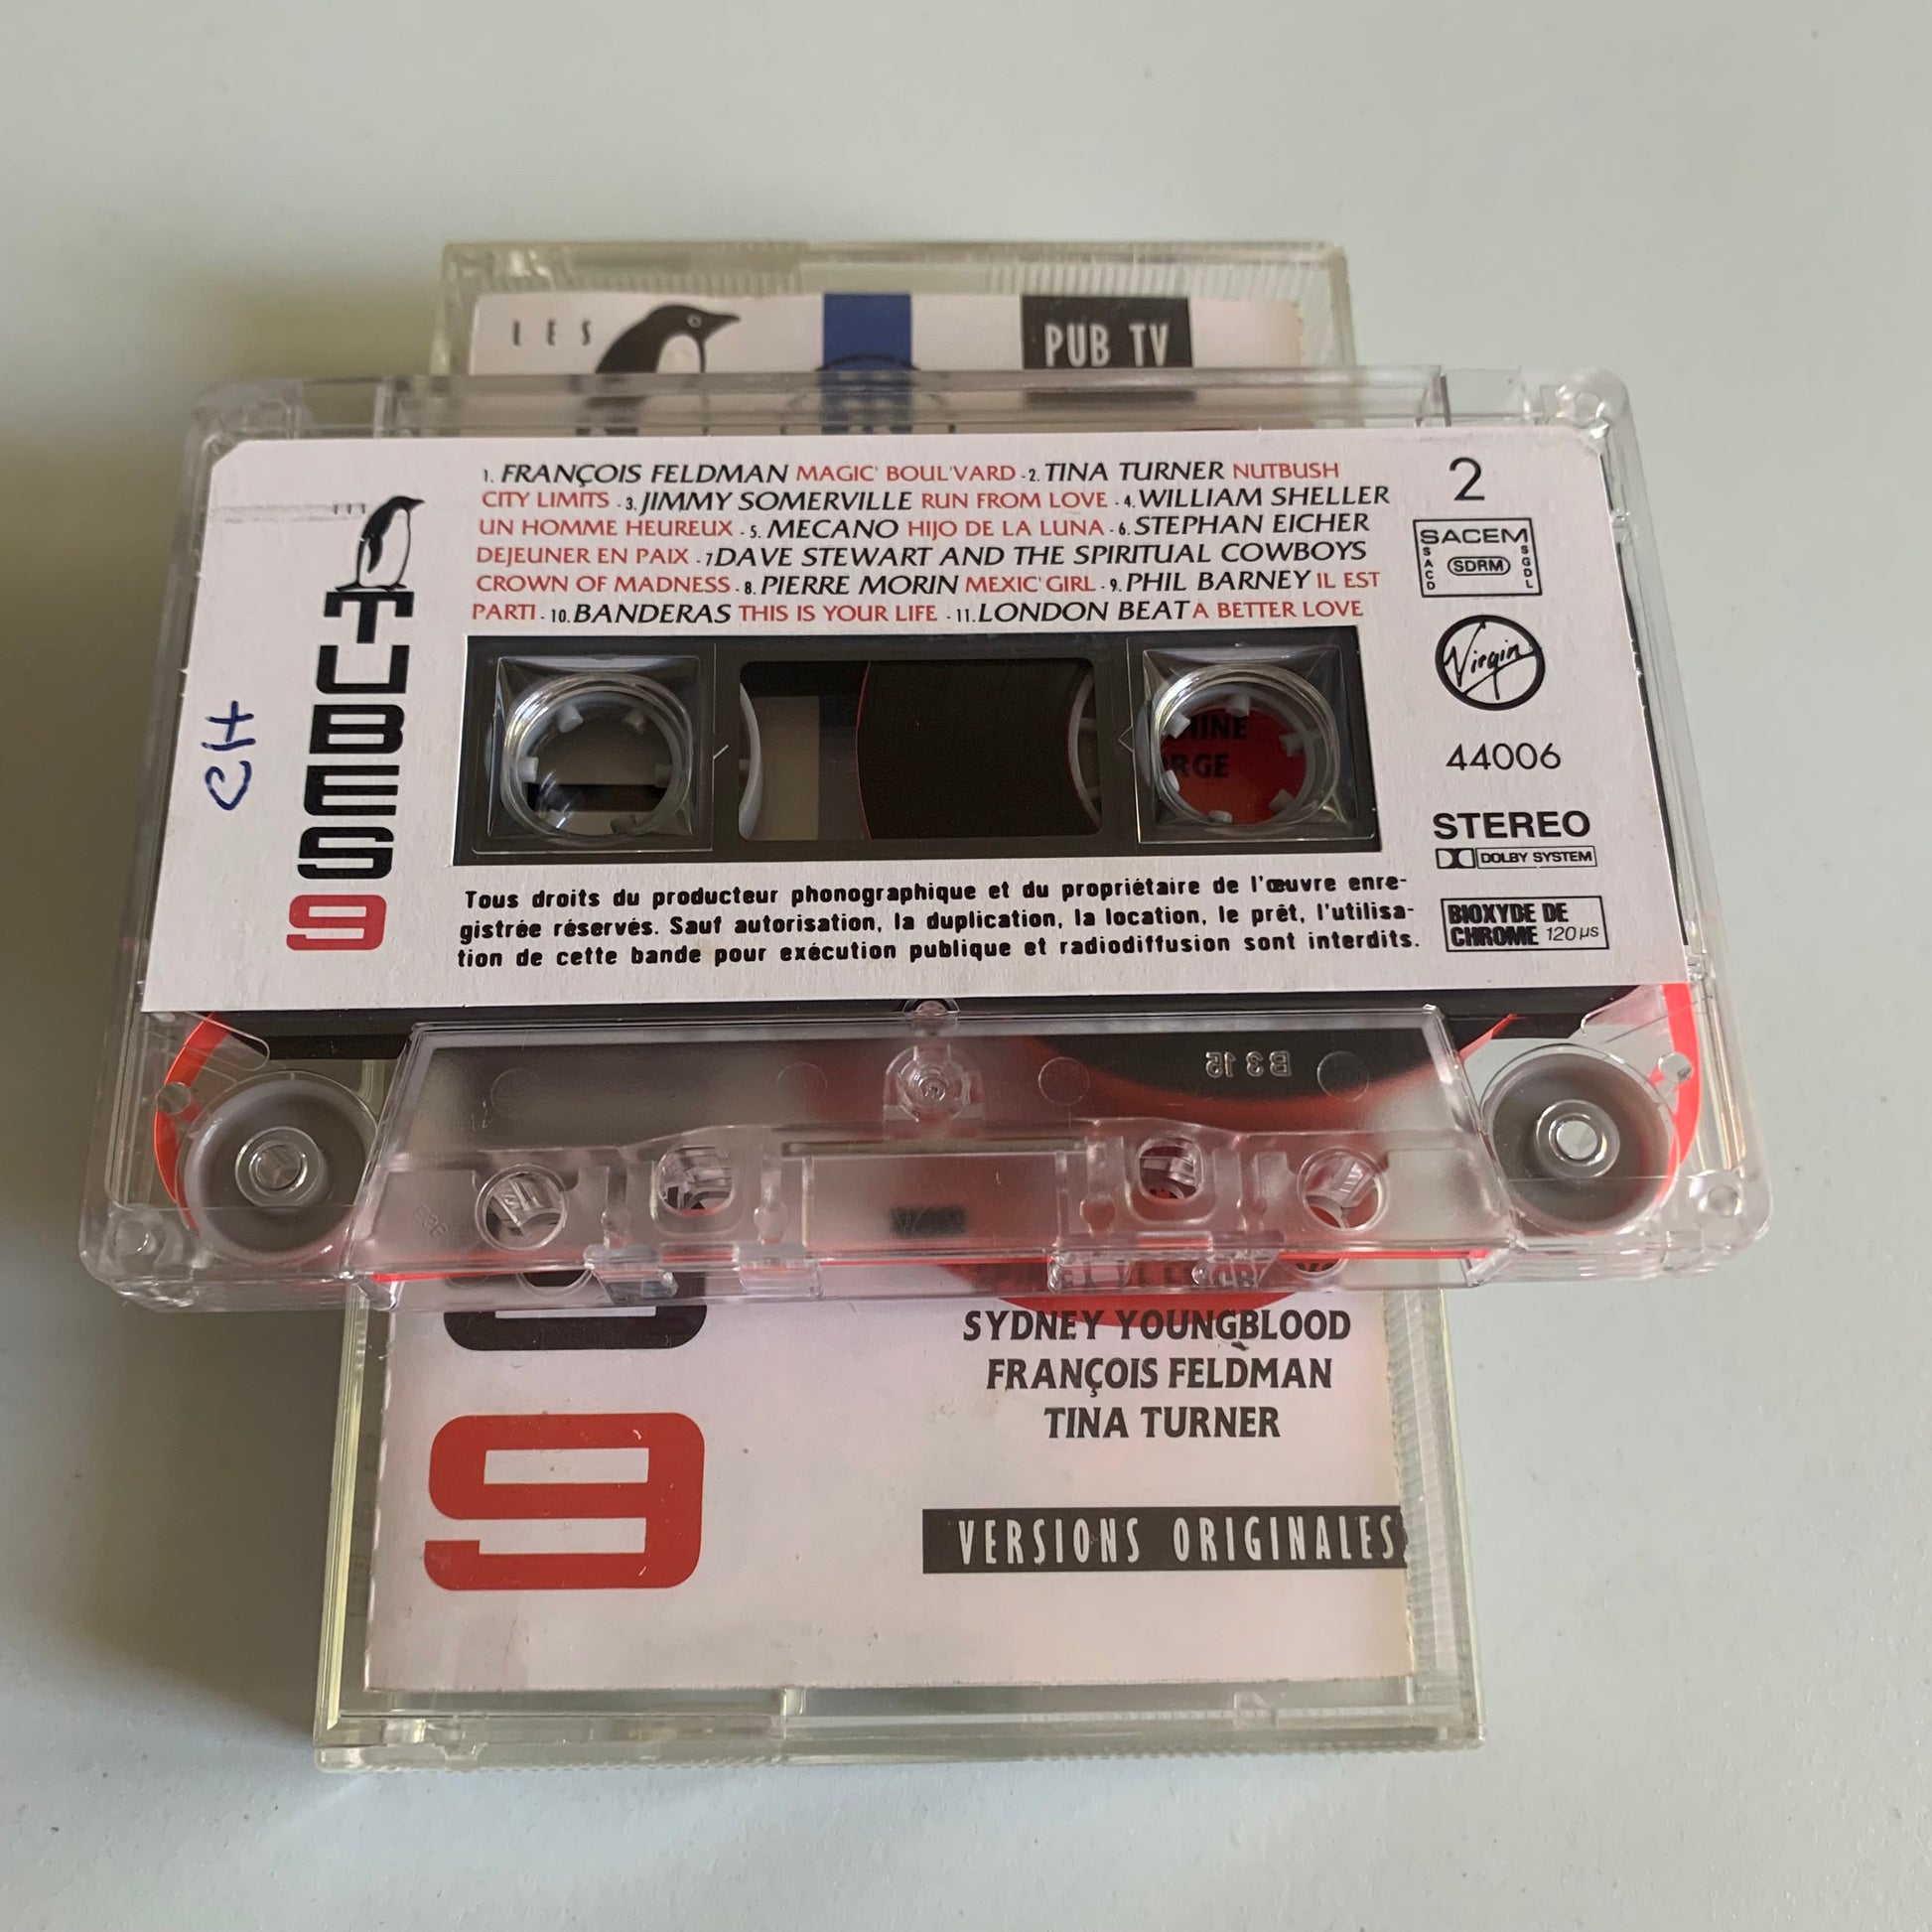 LES
PUB TV
1. FRANÇOIS FELDMAN MAGIC' BOUL'VARD - 2. TINA TURNER NUTBUSH
CITY LIMITS - 3. JIMMY SOMERVILLE RUN FROM LOVE - 4. WILLIAM SHELLER
UN HOMME HEUREUX - 5. MECANO HIJO DE LA LUNA - 6. STEPHAN EICHER
DEJEUNER EN PAIX - 7 DAVE STEWART AND THE SPIRITUAL COWBOYS
CROWN OF MADNESS - 8. PIERRE MORIN MEXIC' GIRL - 9. PHIL BARNEY IL EST
PARTI - 10. BANDERAS THIS IS YOUR LIFE - 11. LONDON BEAT A BETTER LOVE
2
SACEM
SACD
SDRM
SGDL
Virgin
44006
STEREO
DOLBY SYSTEM
BIOXYDE DE
CHROME 120 µs
CH
TUBES
9
Tous droits du producteur phonographique et du propriétaire de l'œuvre enre-
gistrée réservés. Sauf autorisation, la duplication, la location, le prêt, l'utilisa-
tion de cette bande pour exécution publique et radiodiffusion sont interdits.
B 3 15
SYDNEY YOUNGBLOOD
FRANÇOIS FELDMAN
TINA TURNER
9
VERSIONS ORIGINALES